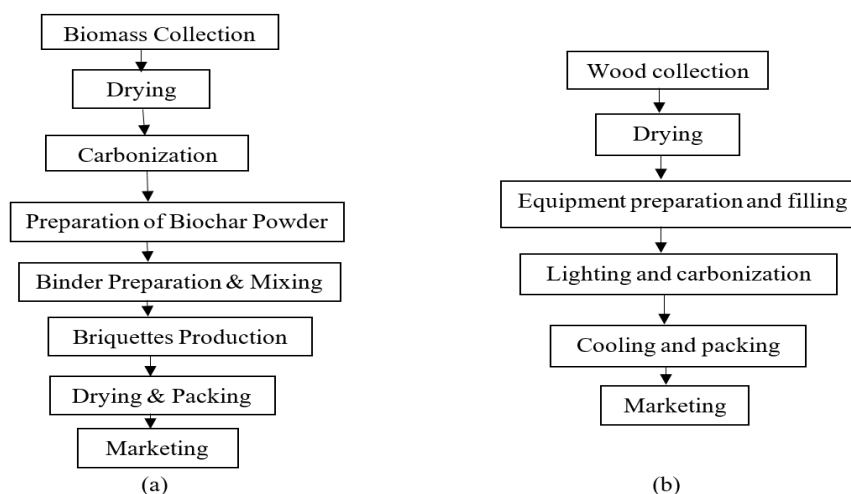 Biomass Collection
Drying
Carbonization
Preparation of Biochar Powder
Binder Preparation & Mixing
Briquettes Production
Drying & Packing
Marketing
(a)
Wood collection
Drying
Equipment preparation and filling
Lighting and carbonization
Cooling and packing
Marketing
(b)